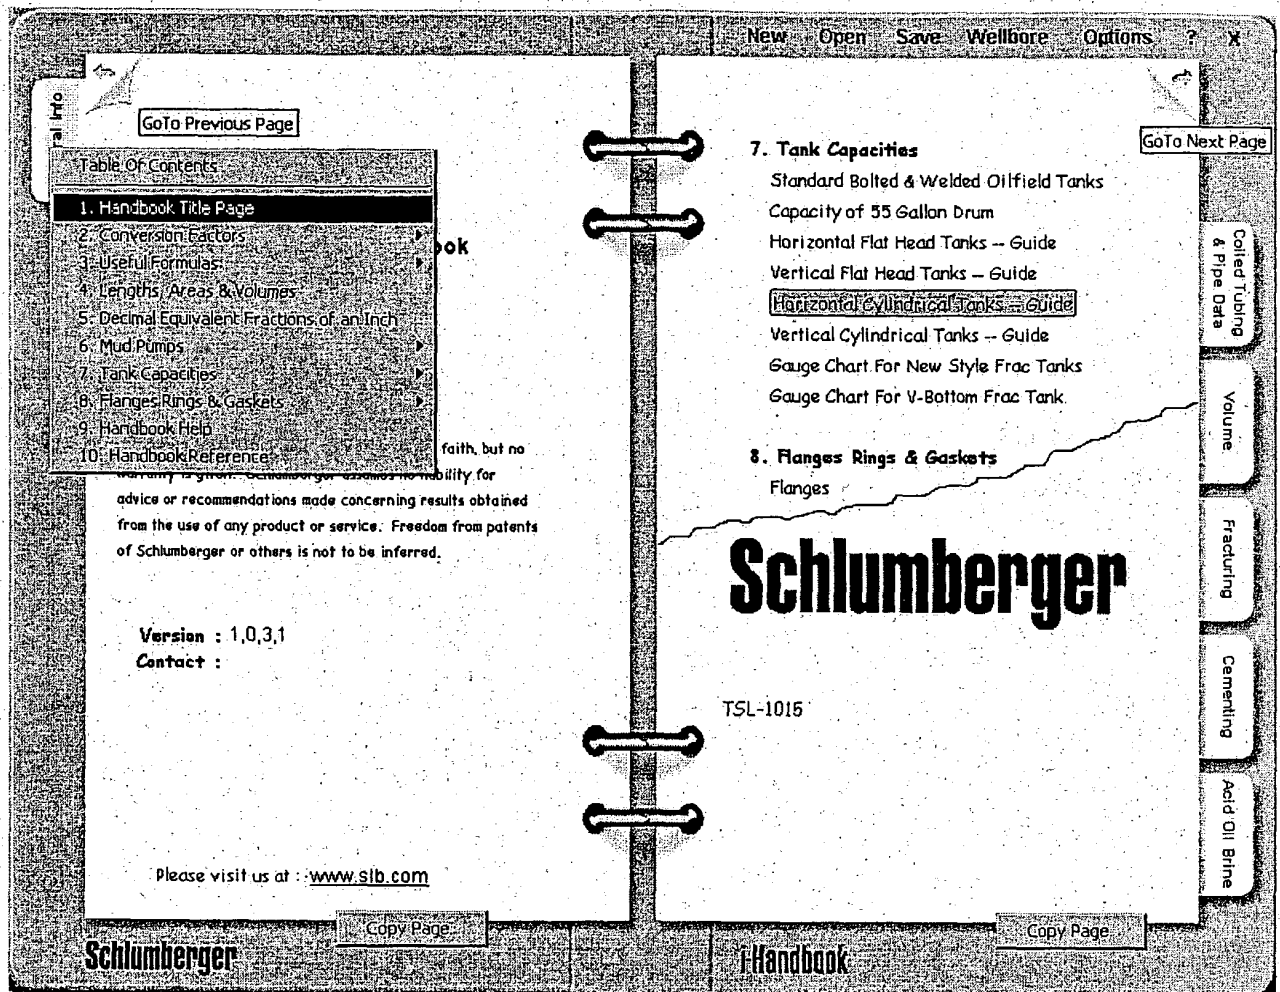 New Open Save Wellbore Options ? X
ral Info
GoTo Previous Page
Table Of Contents
1. Handbook Title Page
2. Conversion Factors
3. Useful Formulas
4. Lengths, Areas & Volumes
5. Decimal Equivalent Fractions of an Inch
6. Mud Pumps
7. Tank Capacities
8. Flanges Rings & Gaskets
9. Handbook Help
10. Handbook Reference
ook
faith, but no
warranty is given. Schlumberger assumes no liability for
advice or recommendations made concerning results obtained
from the use of any product or service. Freedom from patents
of Schlumberger or others is not to be inferred.
Version : 1,0,3,1
Contact :
Please visit us at : www.slb.com
Copy Page
Schlumberger
GoTo Next Page
7. Tank Capacities
Standard Bolted & Welded Oilfield Tanks
Capacity of 55 Gallon Drum
Horizontal Flat Head Tanks -- Guide
Vertical Flat Head Tanks -- Guide
Horizontal Cylindrical Tanks -- Guide
Vertical Cylindrical Tanks -- Guide
Gauge Chart For New Style Frac Tanks
Gauge Chart For V-Bottom Frac Tank
8. Flanges Rings & Gaskets
Flanges
Schlumberger
TSL-1015
Copy Page
i-Handbook
Coiled Tubing
& Pipe Data
Volume
Fracturing
Cementing
Acid Oil Brine